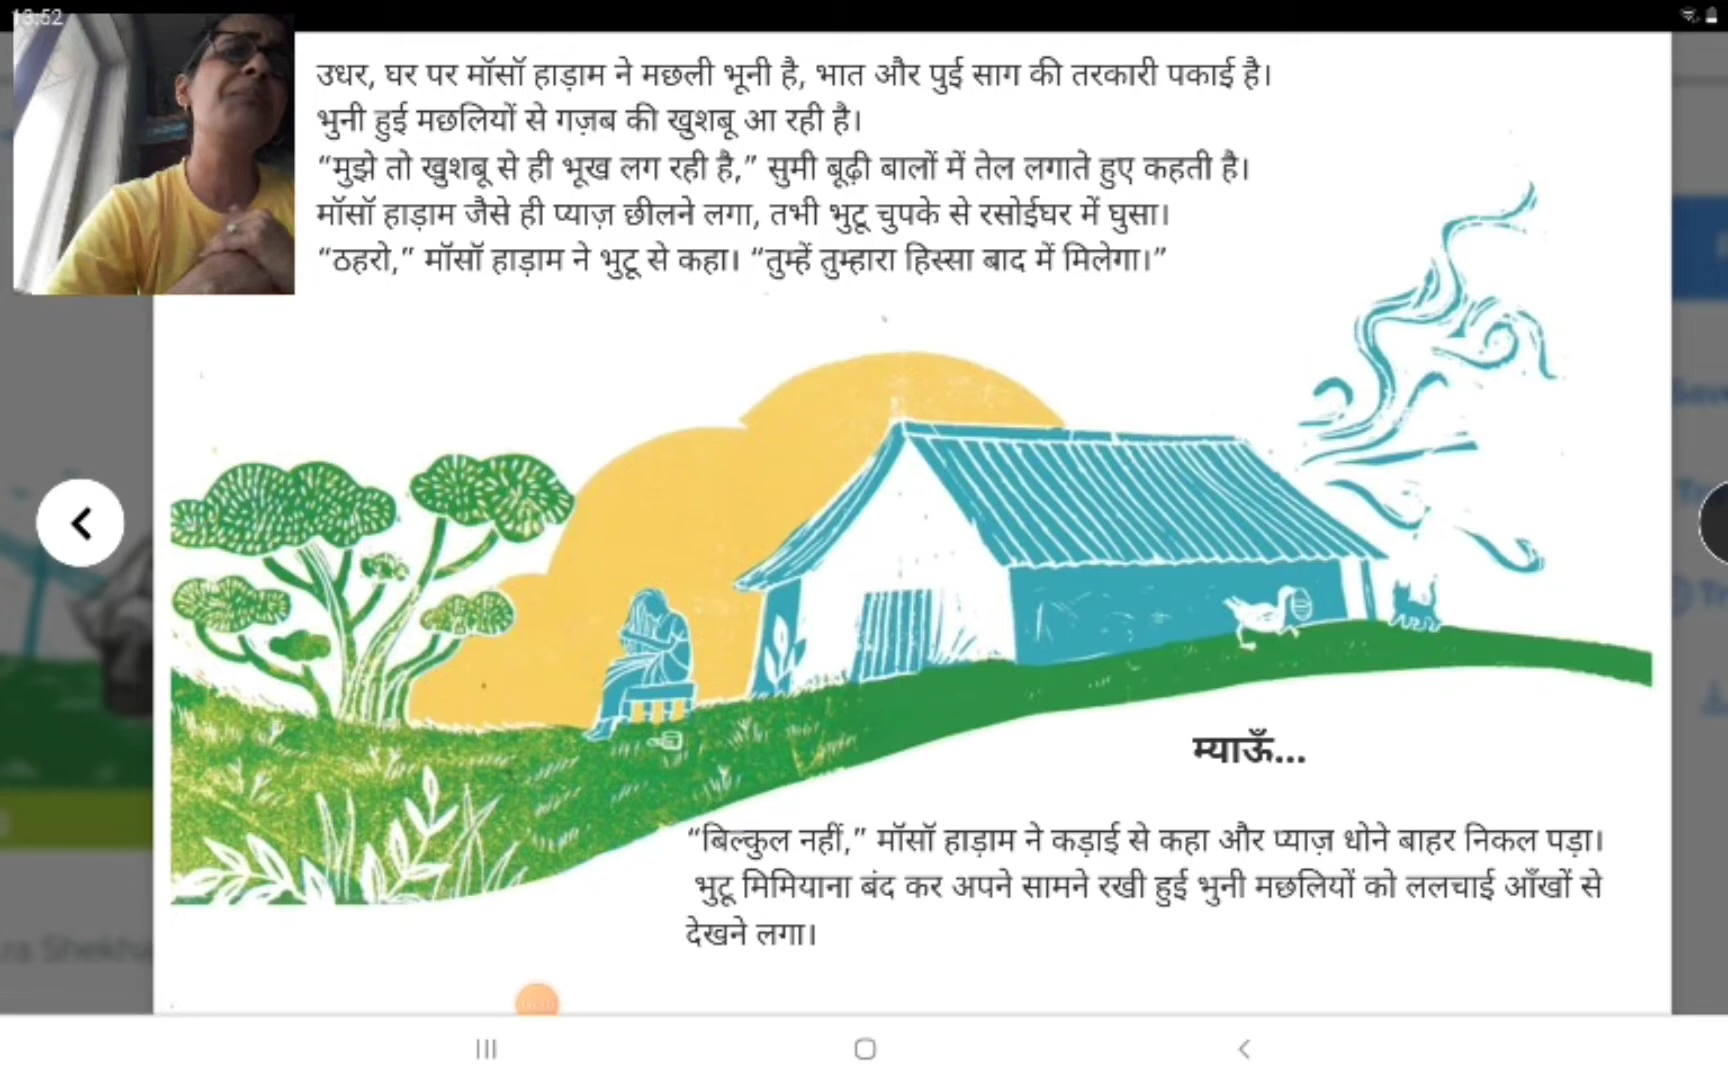 13:52
उधर, घर पर मॉसॉ हाड़ाम ने मछली भूनी है, भात और पुई साग की तरकारी पकाई है।
भुनी हुई मछलियों से गज़ब की खुशबू आ रही है।
“मुझे तो खुशबू से ही भूख लग रही है,” सुमी बूढ़ी बालों में तेल लगाते हुए कहती है।
मॉसॉ हाड़ाम जैसे ही प्याज़ छीलने लगा, तभी भुटू चुपके से रसोईघर में घुसा।
“ठहरो,” मॉसॉ हाड़ाम ने भुटू से कहा। “तुम्हें तुम्हारा हिस्सा बाद में मिलेगा।”
म्याऊँ...
“बिल्कुल नहीं,” मॉसॉ हाड़ाम ने कड़ाई से कहा और प्याज़ धोने बाहर निकल पड़ा।
भुटू मिमियाना बंद कर अपने सामने रखी हुई भुनी मछलियों को ललचाई आँखों से
देखने लगा।